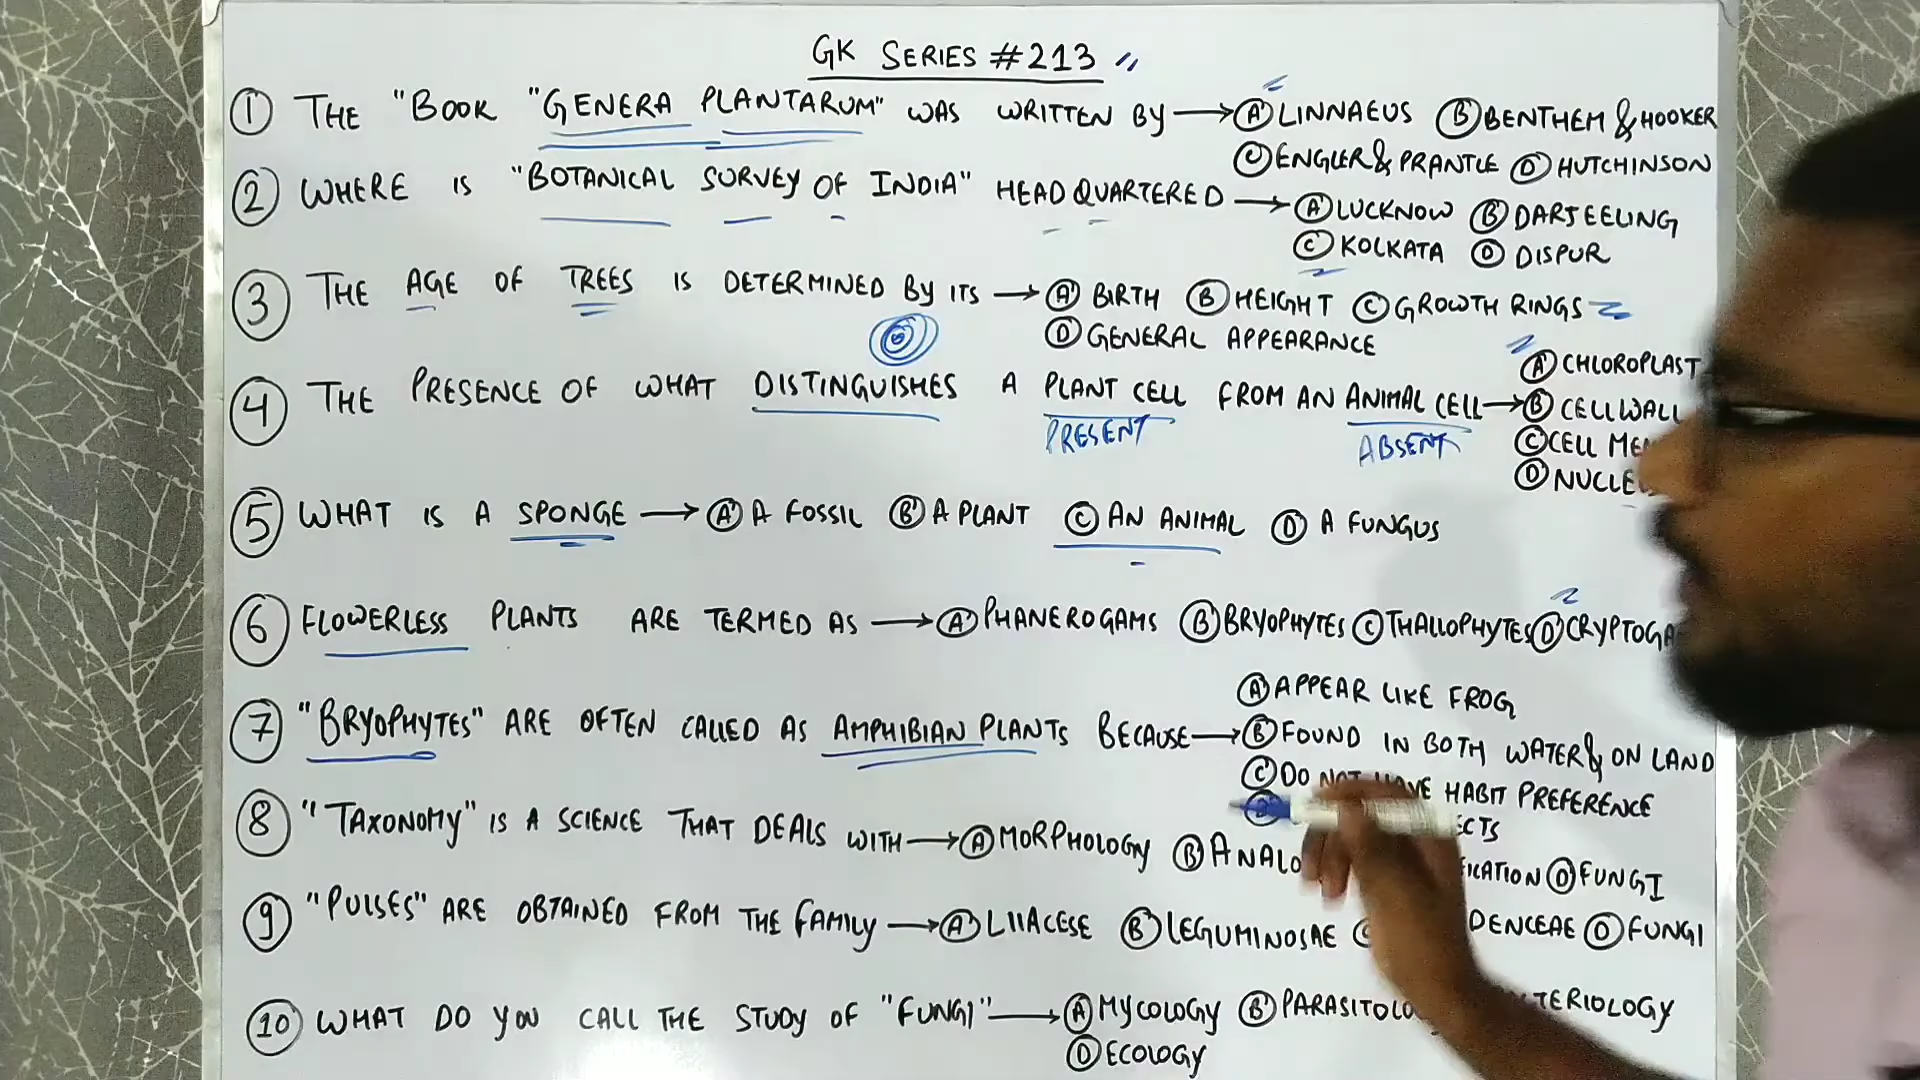 GK SERIES #213 "
① THE "BOOK "GENERA PLANTARUM" WAS WRITTEN BY → Ⓐ LINNAEUS Ⓑ BENTHEM & HOOKER
Ⓒ ENGLER & PRANTLE Ⓓ HUTCHINSON
② WHERE IS "BOTANICAL SURVEY OF INDIA" HEAD QUARTERED → Ⓐ LUCKNOW Ⓑ DARJEELING
Ⓒ KOLKATA Ⓓ DISPUR
③ THE AGE OF TREES IS DETERMINED BY ITS → Ⓐ BIRTH Ⓑ HEIGHT Ⓒ GROWTH RINGS
Ⓓ GENERAL APPEARANCE
④ THE PRESENCE OF WHAT DISTINGUISHES A PLANT CELL FROM AN ANIMAL CELL → Ⓐ CHLOROPLAST
Ⓑ CELLWALL
Ⓒ CELL
Ⓓ
PRESENT ABSENT
⑤ WHAT IS A SPONGE → Ⓐ A FOSSIL Ⓑ A PLANT Ⓒ AN ANIMAL Ⓓ A FUNGUS
⑥ FLOWERLESS PLANTS ARE TERMED AS → Ⓐ PHANEROGAMS Ⓑ BRYOPHYTES Ⓒ THALLOPHYTES Ⓓ
⑦ "BRYOPHYTES" ARE OFTEN CALLED AS AMPHIBIAN PLANTS BECAUSE → Ⓐ APPEAR LIKE FROG
Ⓑ FOUND IN BOTH WATER & ON LAND
Ⓒ DO NOT HAVE HABIT PREFERENCE
⑧ "TAXONOMY" IS A SCIENCE THAT DEALS WITH → Ⓐ MORPHOLOGY Ⓑ Ⓓ FUNGI
⑨ "PULSES" ARE OBTAINED FROM THE FAMILY → Ⓐ LIIACESE Ⓑ LEGUMINOSAE Ⓓ FUNGI
⑩ WHAT DO YOU CALL THE STUDY OF "FUNGI" → Ⓐ MYCOLOGY Ⓑ
Ⓓ ECOLOGY